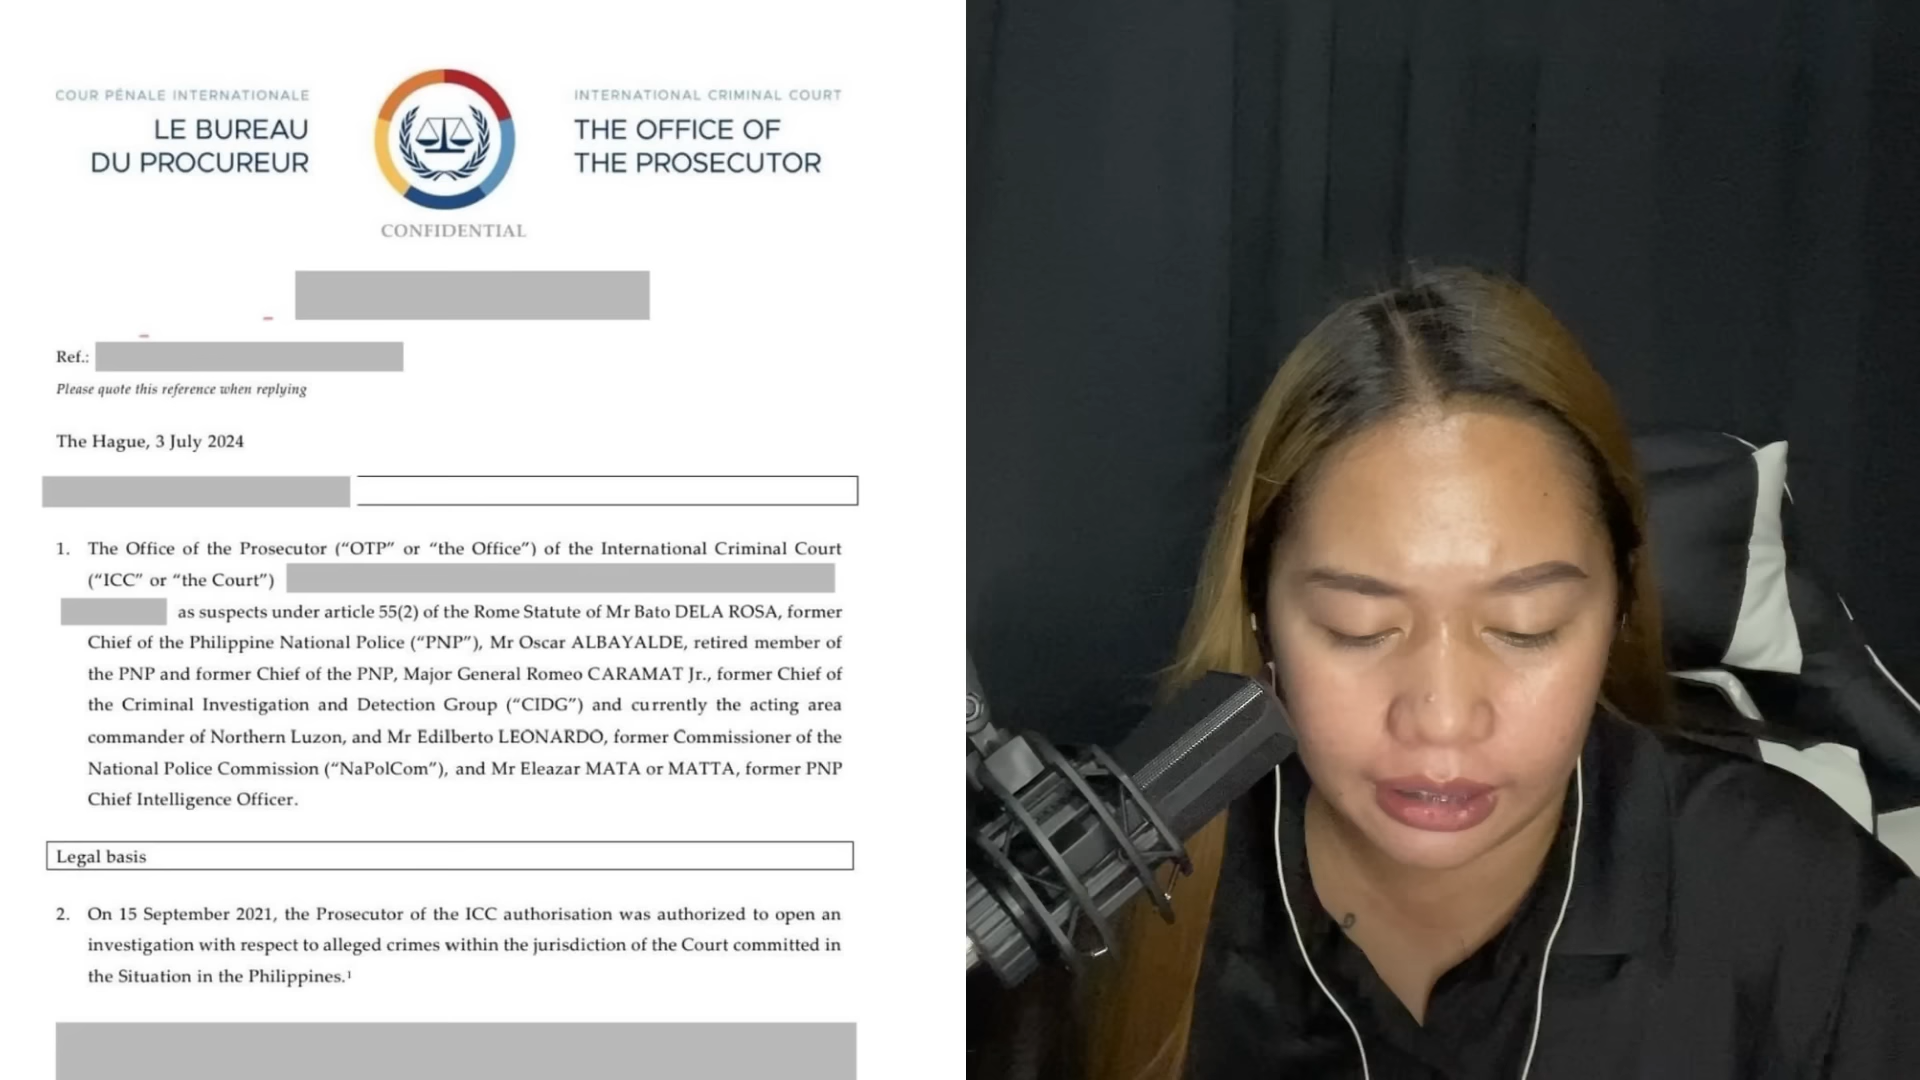 COUR PÉNALE INTERNATIONALE
LE BUREAU
DU PROCUREUR
INTERNATIONAL CRIMINAL COURT
THE OFFICE OF
THE PROSECUTOR
CONFIDENTIAL
Ref.:
Please quote this reference when replying
The Hague, 3 July 2024
1. The Office of the Prosecutor (“OTP” or “the Office”) of the International Criminal Court
(“ICC” or “the Court”)
as suspects under article 55(2) of the Rome Statute of Mr Bato DELA ROSA, former
Chief of the Philippine National Police (“PNP”), Mr Oscar ALBAYALDE, retired member of
the PNP and former Chief of the PNP, Major General Romeo CARAMAT Jr., former Chief of
the Criminal Investigation and Detection Group (“CIDG”) and currently the acting area
commander of Northern Luzon, and Mr Edilberto LEONARDO, former Commissioner of the
National Police Commission (“NaPolCom”), and Mr Eleazar MATA or MATTA, former PNP
Chief Intelligence Officer.
Legal basis
2. On 15 September 2021, the Prosecutor of the ICC authorisation was authorized to open an
investigation with respect to alleged crimes within the jurisdiction of the Court committed in
the Situation in the Philippines.¹